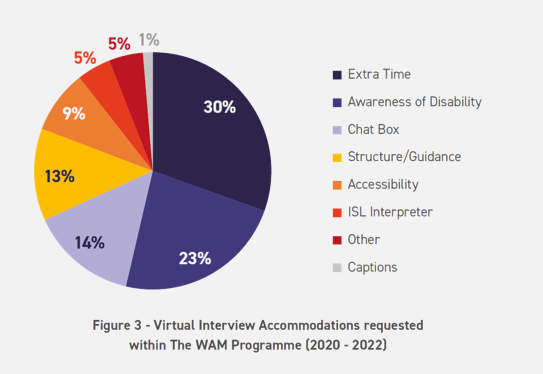 1%
5%
5%
30%
9%
13%
14%
23%
Extra Time
Awareness of Disability
Chat Box
Structure/Guidance
Accessibility
ISL Interpreter
Other
Captions
Figure 3 - Virtual Interview Accommodations requested
within The WAM Programme (2020 - 2022)